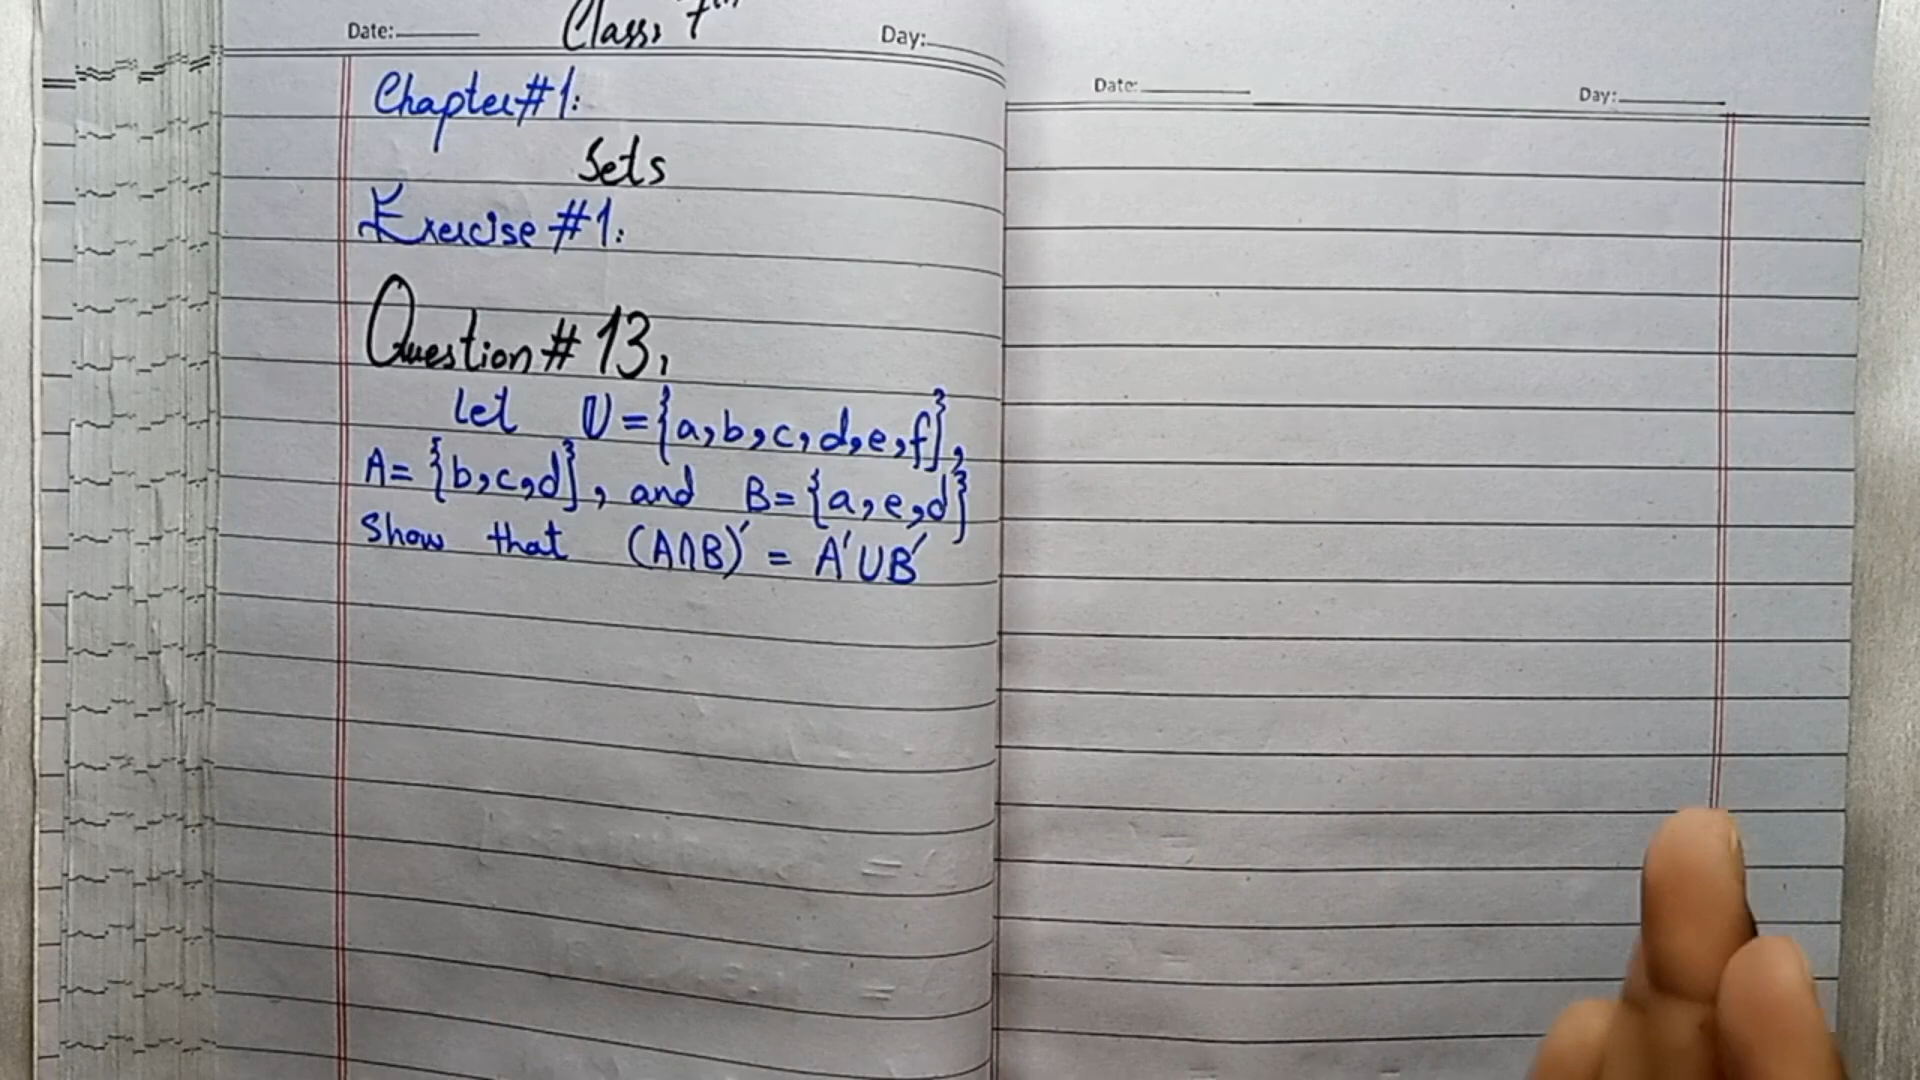 Date: Class: 7th Day:
Chapter#1:
Sets
Exercise #1:
Question # 13,
Let U={a,b,c,d,e,f},
A={b,c,d}, and B={a,e,d}
Show that (A∩B)′ = A′∪B′
Date: Day: